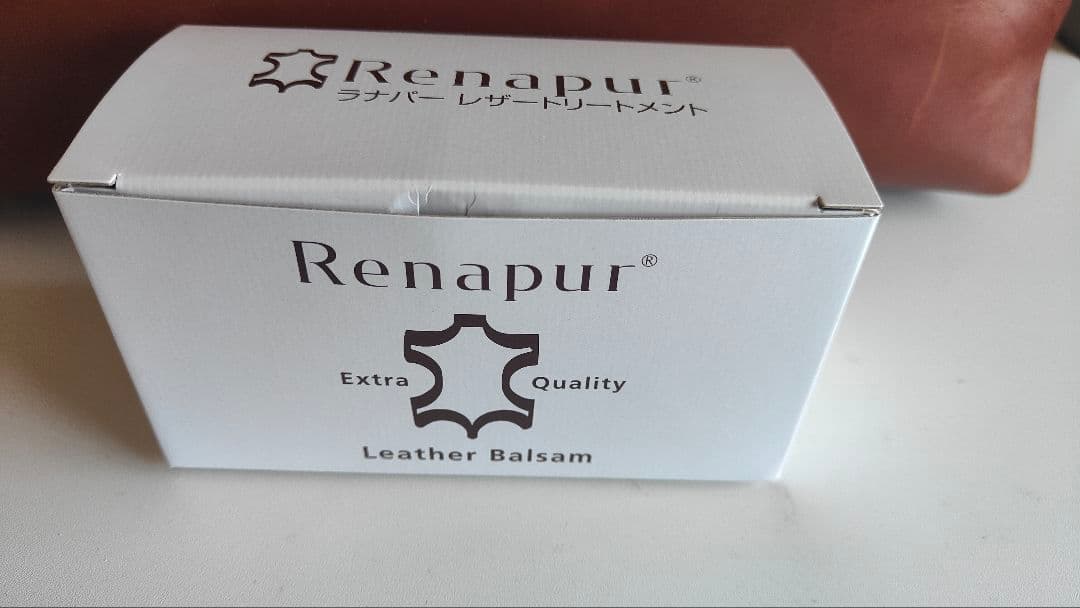 Renapur®
ラナパー レザートリートメント
Renapur®
Extra Quality
Leather Balsam